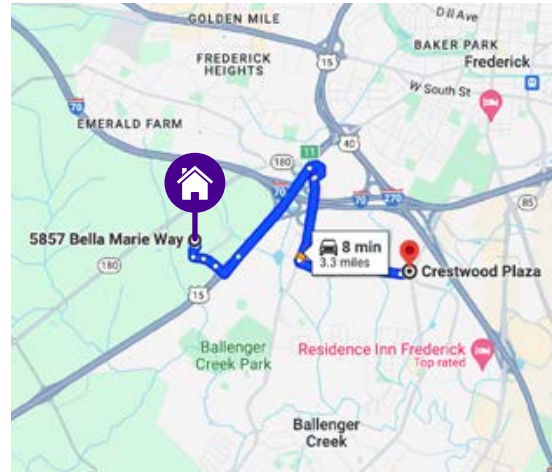 GOLDEN MILE
Dill Ave
15
BAKER PARK
FREDERICK
HEIGHTS
Frederick
W South St
70
EMERALD FARM
11
180
40
70
270
85
5857 Bella Marie Way
8 min
3.3 miles
Crestwood Plaza
180
15
Ballenger
Creek Park
Residence Inn Frederick
Top rated
Ballenger
Creek